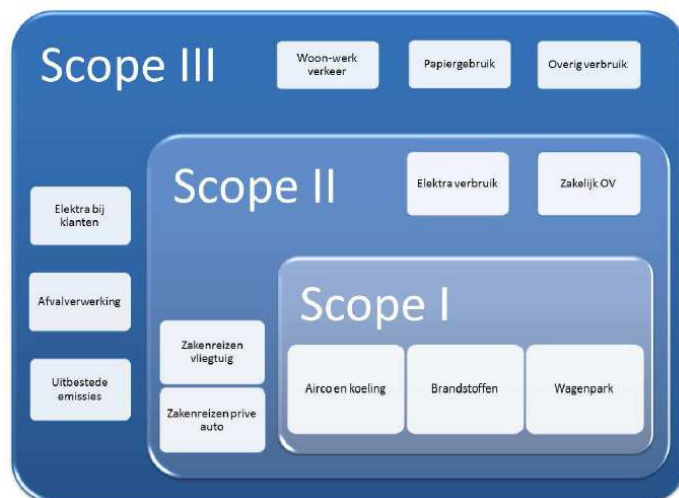 Scope III
Woon-werk
verkeer
Papiergebruik
Overig verbruik
Scope II
Elektra verbruik
Zakelijk OV
Elektra bij
klanten
Afvalverwerking
Uitbestede
emissies
Zakenreizen
vliegtuig
Zakenreizen prive
auto
Scope I
Airco en koeling
Brandstoffen
Wagenpark